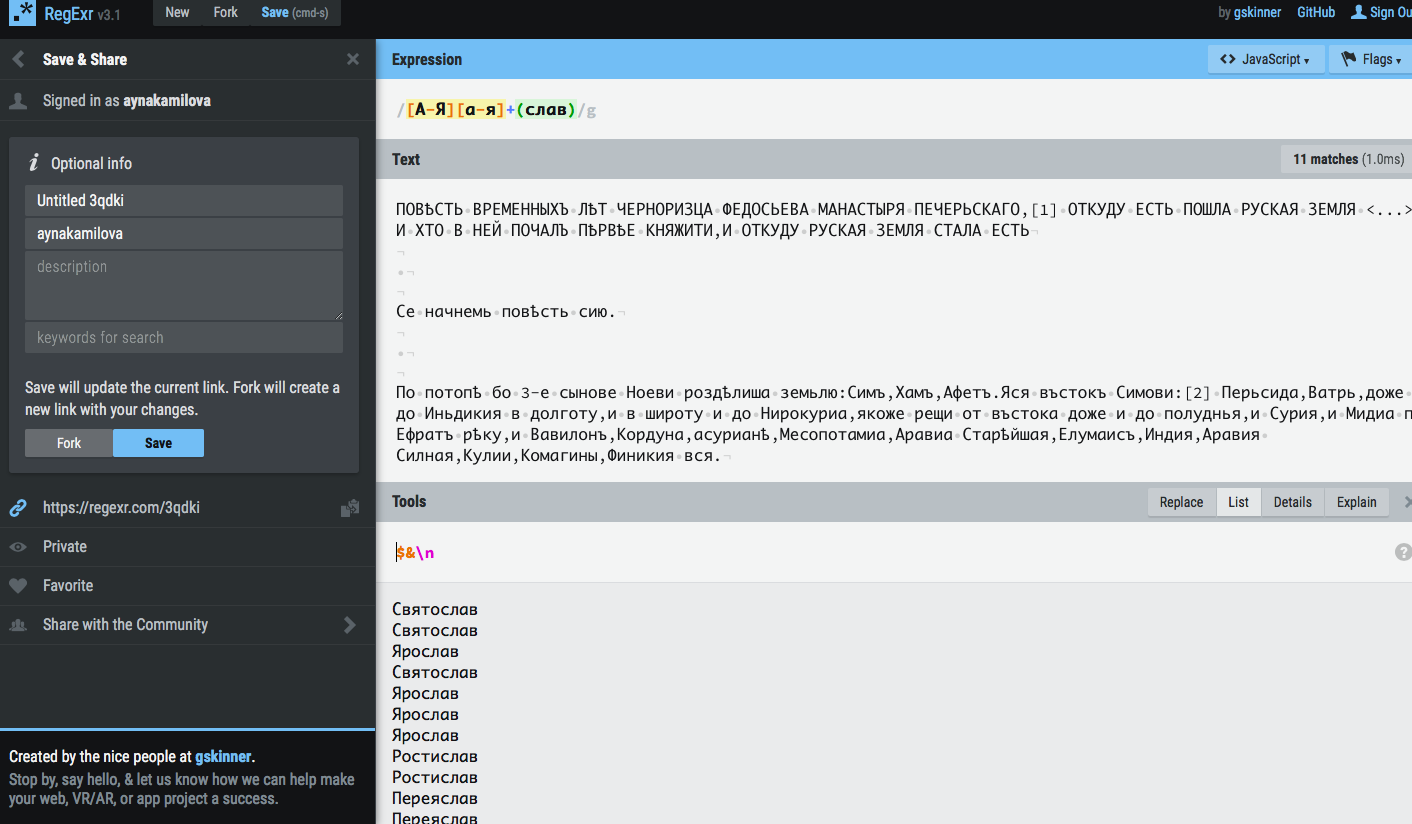 RegExr v3.1 New Fork Save (cmd-s) by gskinner GitHub Sign Ou
Save & Share
Signed in as aynakamilova
Optional info
Untitled 3qdki
aynakamilova
description
keywords for search
Save will update the current link. Fork will create a
new link with your changes.
Fork Save
https://regexr.com/3qdki
Private
Favorite
Share with the Community
Created by the nice people at gskinner.
Stop by, say hello, & let us know how we can help make
your web, VR/AR, or app project a success.
Expression <> JavaScript ▾ Flags ▾
/[А-Я][а-я]+(слав)/g
Text 11 matches (1.0ms)
ПОВѢСТЬ ВРЕМЕННЫХЪ ЛѢТ ЧЕРНОРИЗЦА ФЕДОСЬЕВА МАНАСТЫРЯ ПЕЧЕРЬСКАГО,[1] ОТКУДУ ЕСТЬ ПОШЛА РУСКАЯ ЗЕМЛЯ <...>
И ХТО В НЕЙ ПОЧАЛЪ ПѢРВѢЕ КНЯЖИТИ,И ОТКУДУ РУСКАЯ ЗЕМЛЯ СТАЛА ЕСТЬ
Се начнемь повѣсть сию.
По потопѣ бо 3-е сынове Ноеви роздѣлиша землю:Симъ,Хамъ,Афетъ.Яся въстокъ Симови:[2] Перьсида,Ватрь,доже
до Иньдикия в долготу,и в широту и до Нирокуриа,якоже рещи от въстока доже и до полуднья,и Сурия,и Мидиа п
Ефратъ рѣку,и Вавилонъ,Кордуна,асурианѣ,Месопотамиа,Аравиа Старѣйшая,Елумаисъ,Индия,Аравия
Силная,Кулии,Комагины,Финикия вся.
Tools Replace List Details Explain
$&\n
Святослав
Святослав
Ярослав
Святослав
Ярослав
Ярослав
Ярослав
Ростислав
Ростислав
Переяслав
Переяслав